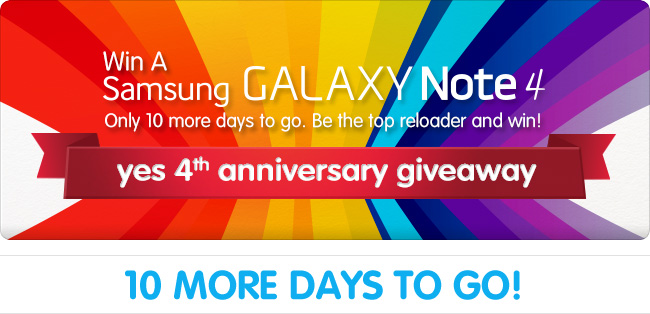 Win A
Samsung GALAXY Note 4
Only 10 more days to go. Be the top reloader and win!
yes 4th anniversary giveaway
10 MORE DAYS TO GO!